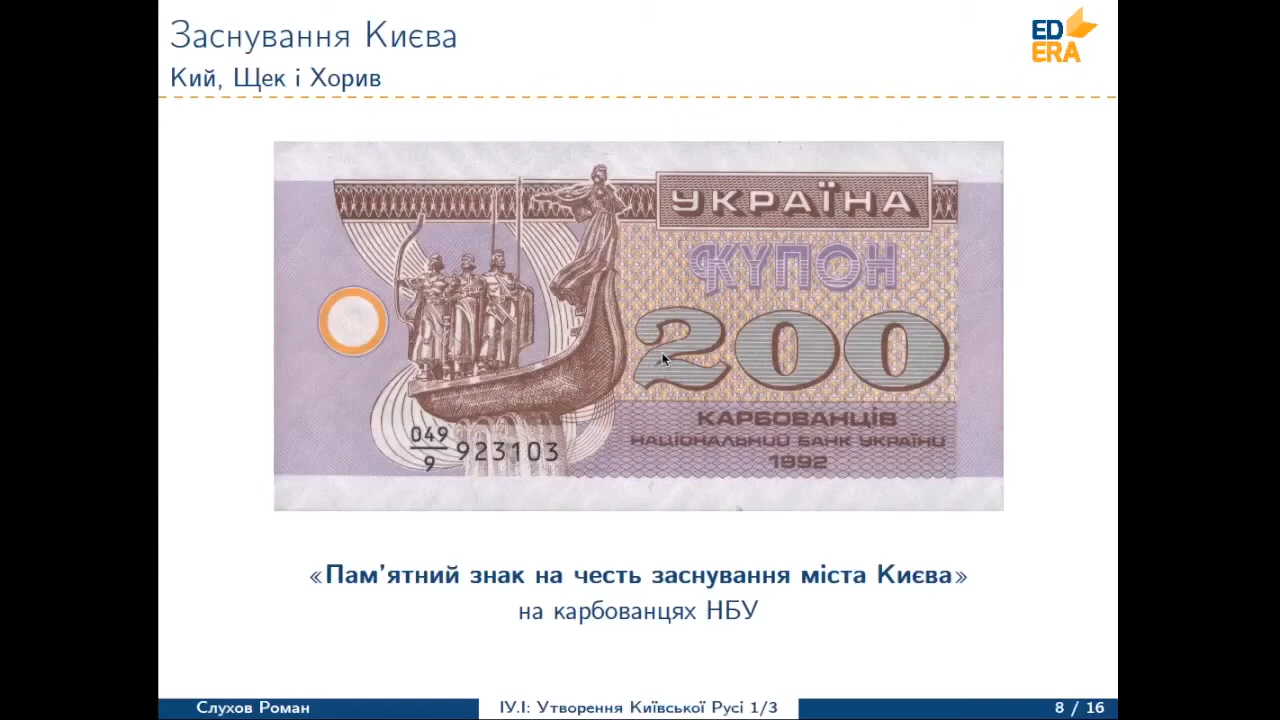 Заснування Києва
Кий, Щек і Хорив
ED
ERA
УКРАЇНА
КУПОН
200
КАРБОВАНЦІВ
НАЦІОНАЛЬНИЙ БАНК УКРАЇНИ
1992
049
9
923103
«Пам’ятний знак на честь заснування міста Києва»
на карбованцях НБУ
Слухов Роман
IУ.I: Утворення Київської Русі 1/3
8 / 16